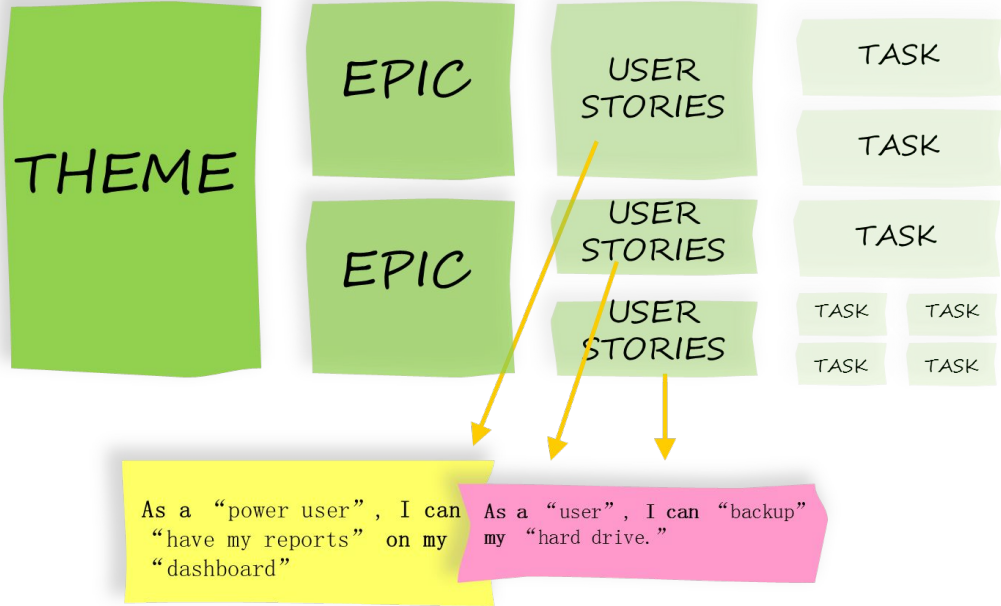 THEME
EPIC
EPIC
USER
STORIES
USER
STORIES
USER
STORIES
TASK
TASK
TASK
TASK
TASK
TASK
TASK
As a “power user”, I can
“have my reports” on my
“dashboard”
As a “user”, I can “backup”
my “hard drive.”